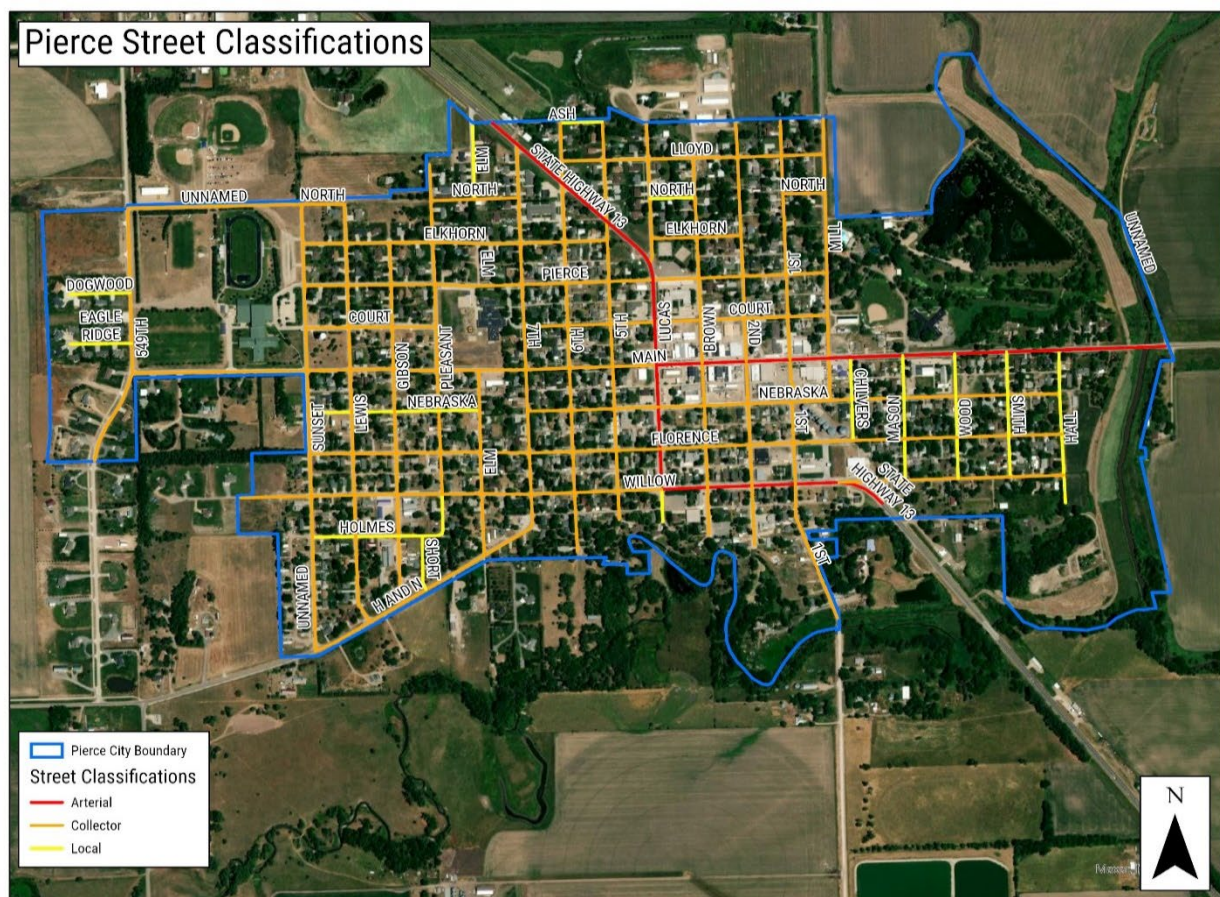 Pierce Street Classifications
ASH
ELM
STATE HIGHWAY 13
LLOYD
UNNAMED
NORTH
NORTH
NORTH
NORTH
ELKHORN
ELKHORN
MILL
UNNAMED
ELM
PIERCE
1ST
DOGWOOD
EAGLE
RIDGE
549TH
COURT
7TH
6TH
5TH
LUCAS
BROWN
COURT
2ND
GIBSON
PLEASANT
MAIN
NEBRASKA
NEBRASKA
SUNSET
LEWIS
1ST
CHILVERS
MASON
WOOD
SMITH
HALL
FLORENCE
ELM
WILLOW
STATE
HIGHWAY 13
HOLMES
SHORT
1ST
UNNAMED
H AND N
Pierce City Boundary
Street Classifications
Arterial
Collector
Local
N